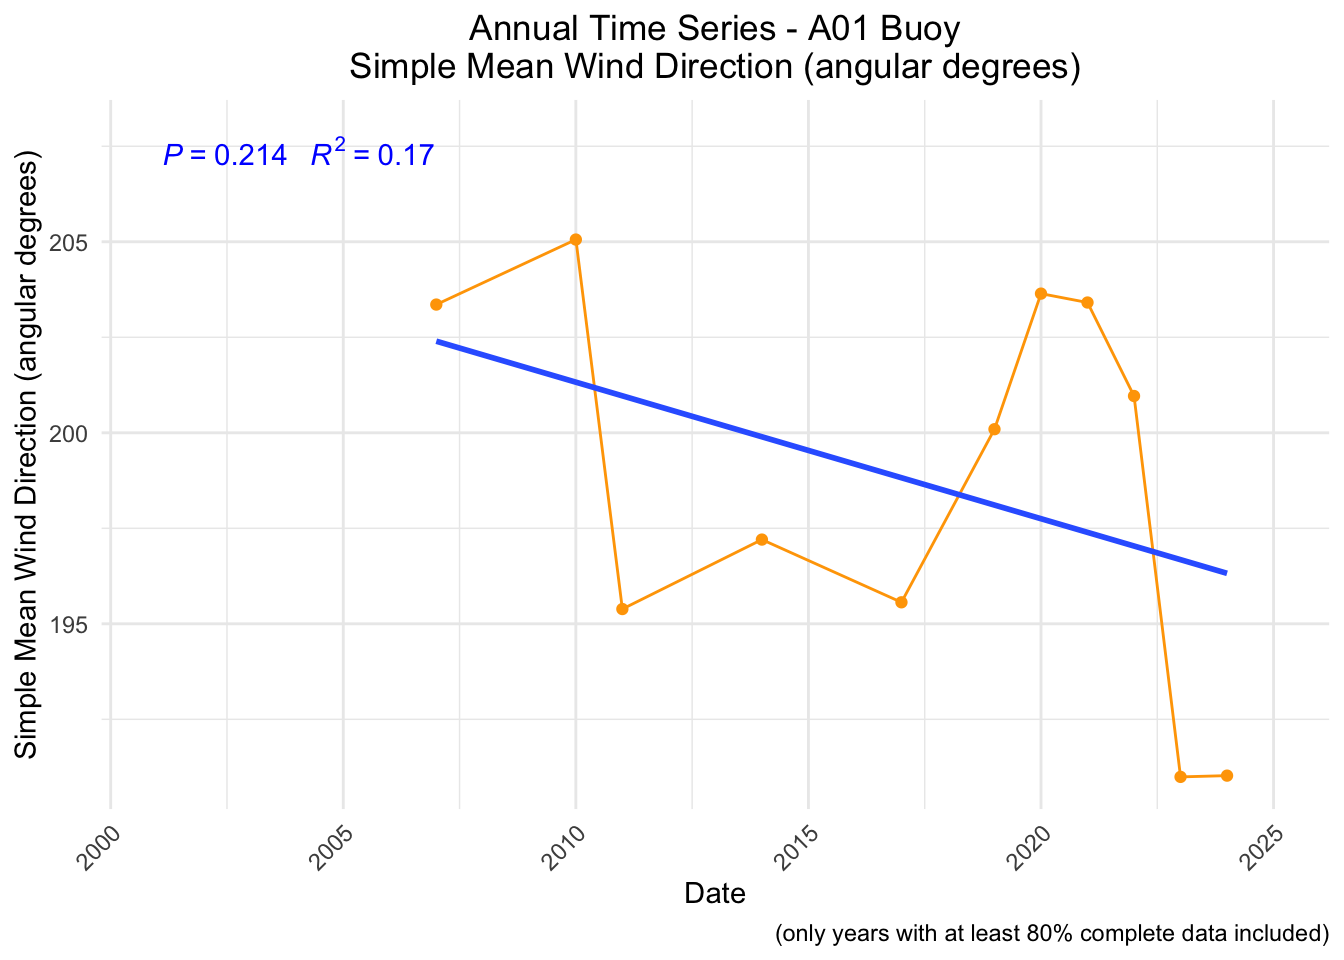 Annual Time Series - A01 Buoy
Simple Mean Wind Direction (angular degrees)
P = 0.214 R² = 0.17
Simple Mean Wind Direction (angular degrees)
205
200
195
2000
2005
2010
2015
2020
2025
Date
(only years with at least 80% complete data included)